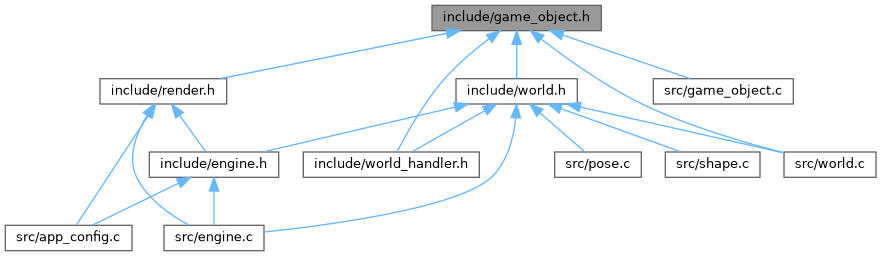 include/game_object.h
include/render.h
include/world.h
src/game_object.c
include/engine.h
include/world_handler.h
src/pose.c
src/shape.c
src/world.c
src/app_config.c
src/engine.c